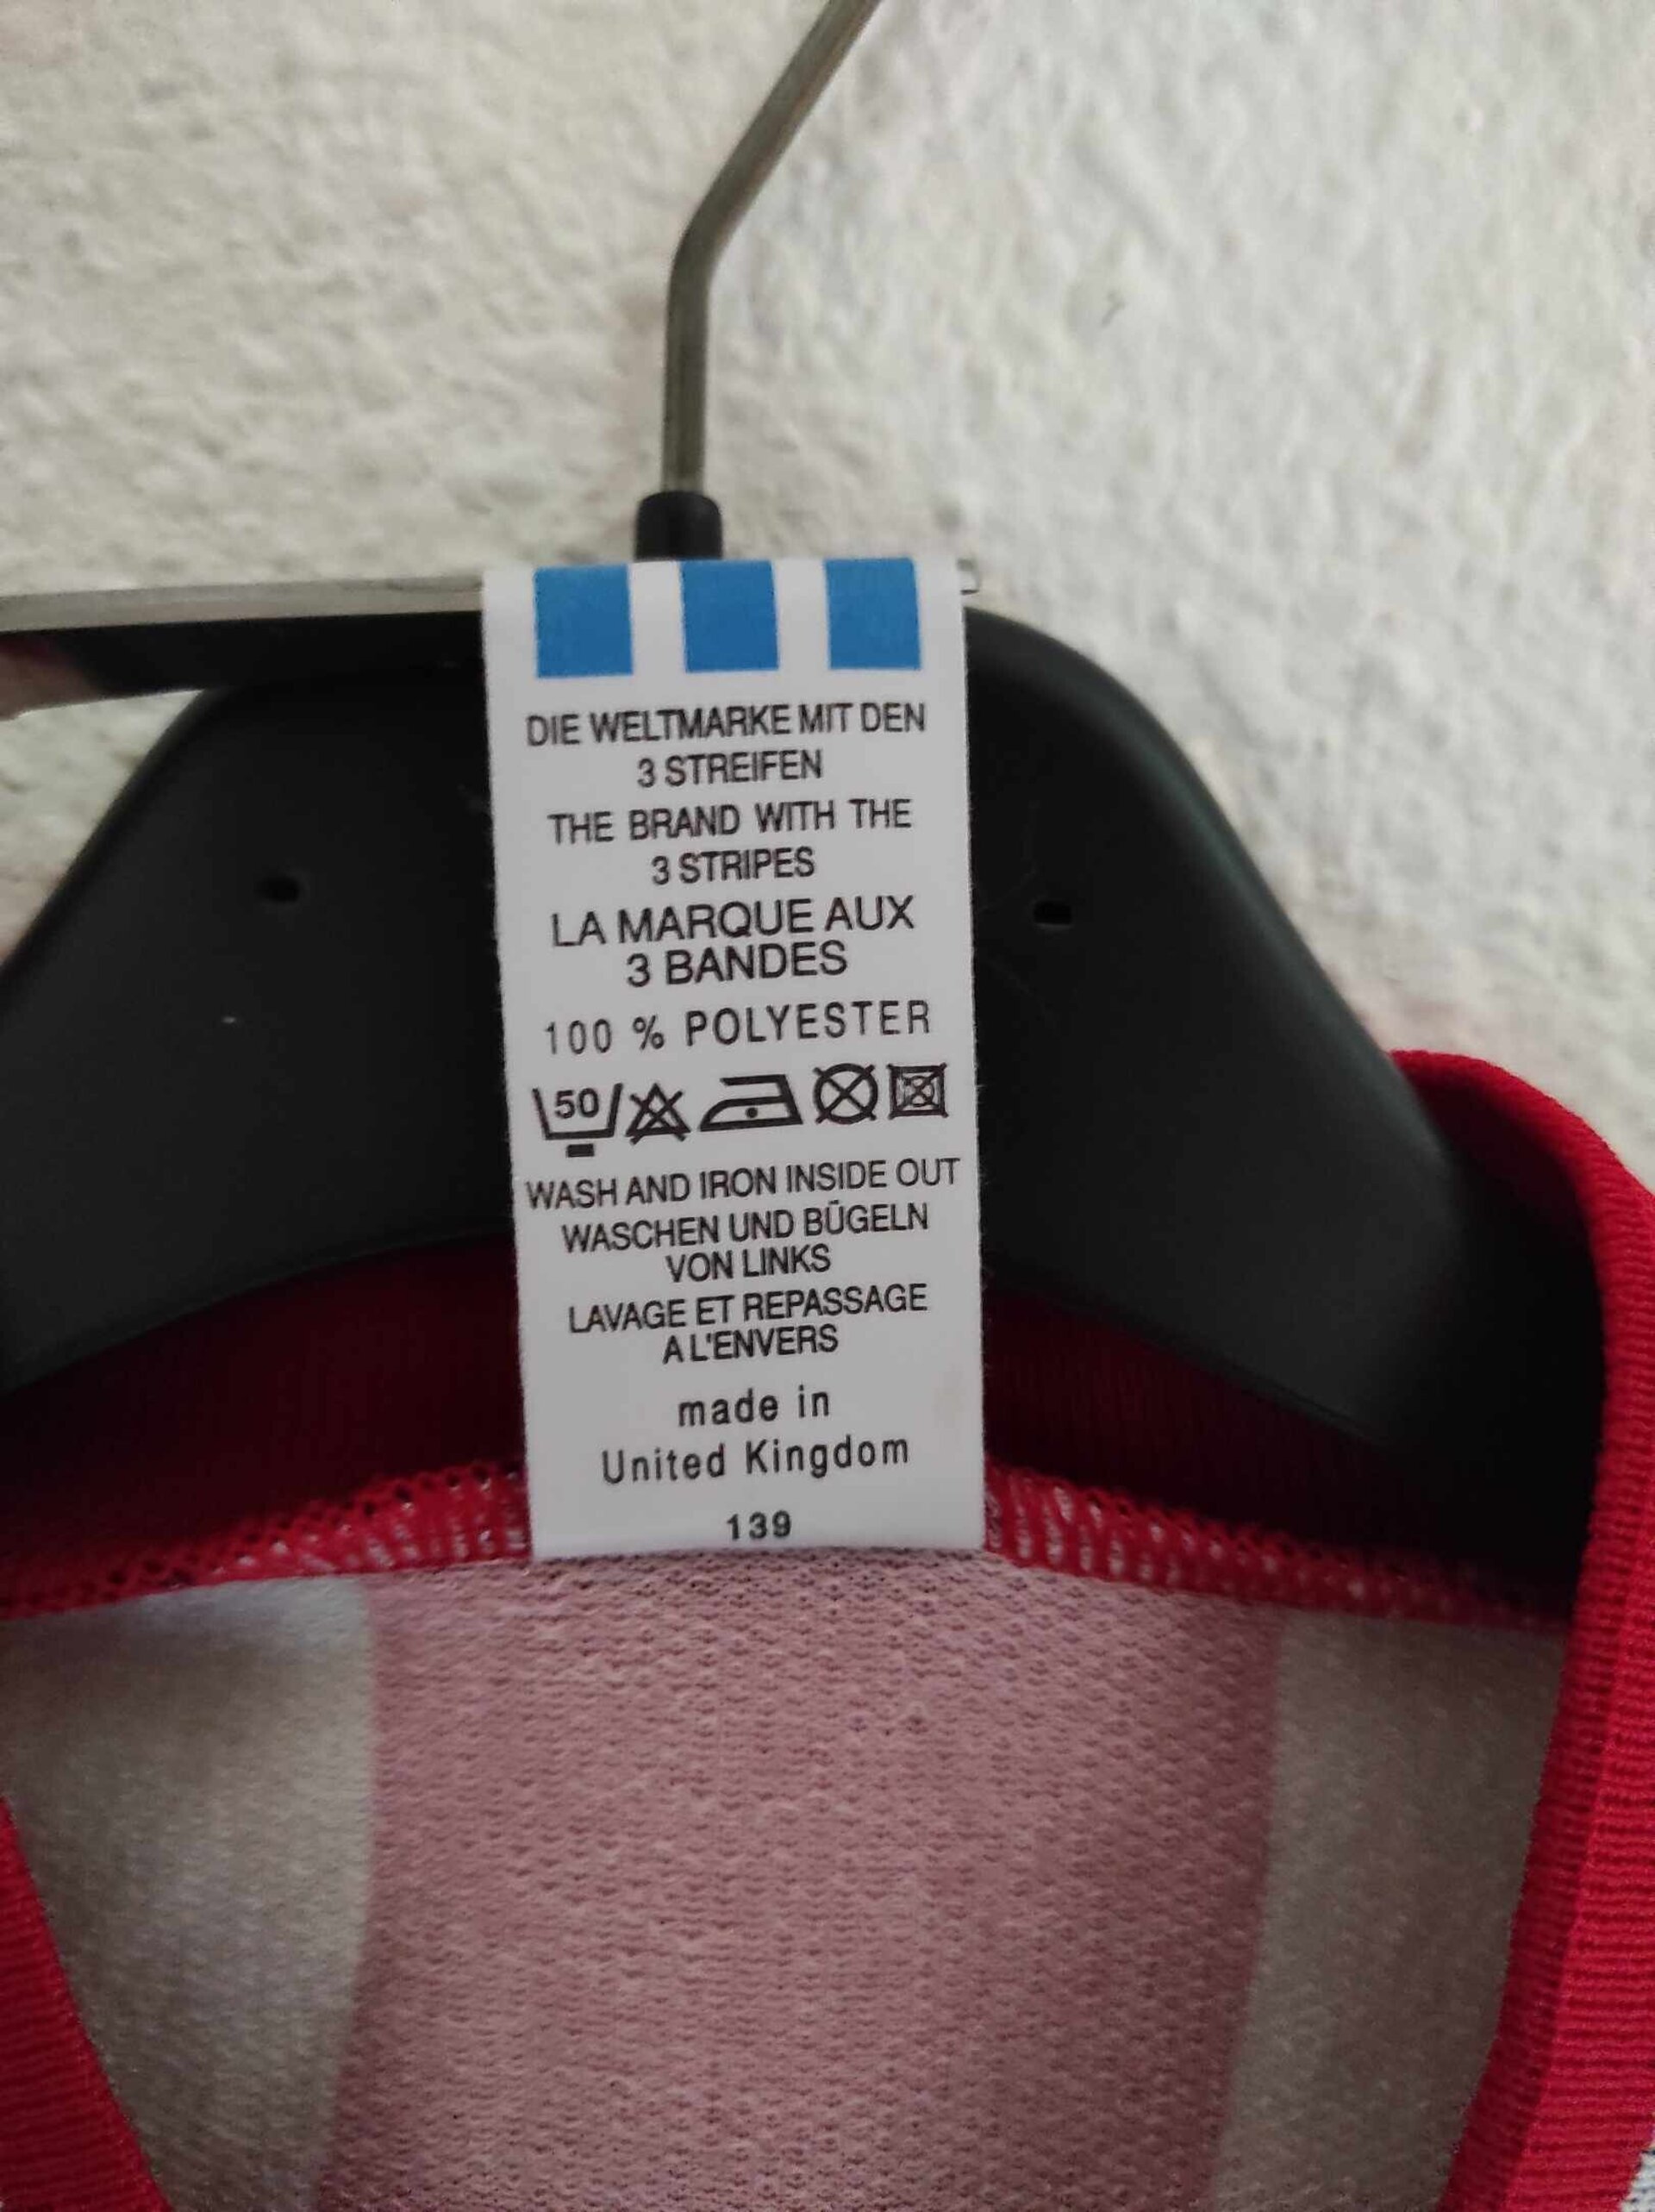 DIE WELTMARKE MIT DEN
3 STREIFEN
THE BRAND WITH THE
3 STRIPES
LA MARQUE AUX
3 BANDES
100 % POLYESTER
50
WASH AND IRON INSIDE OUT
WASCHEN UND BÜGELN
VON LINKS
LAVAGE ET REPASSAGE
A L'ENVERS
made in
United Kingdom
139